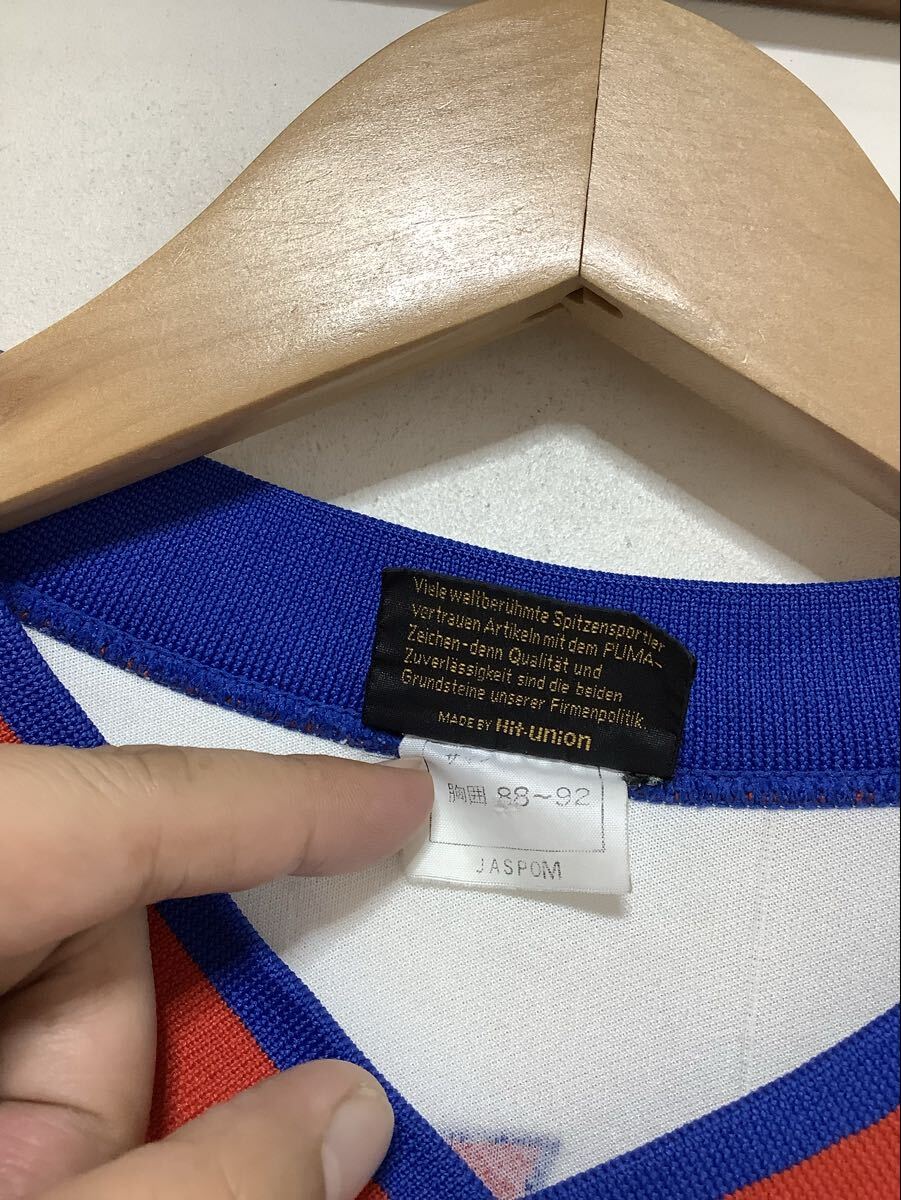 Viele weltberühmte Spitzensportler
vertrauen Artikeln mit dem PUMA-
Zeichen-denn Qualität und
Zuverlässigkeit sind die beiden
Grundsteine unserer Firmenpolitik.
MADE BY Hit-union
胸囲 88~92
JASPOM